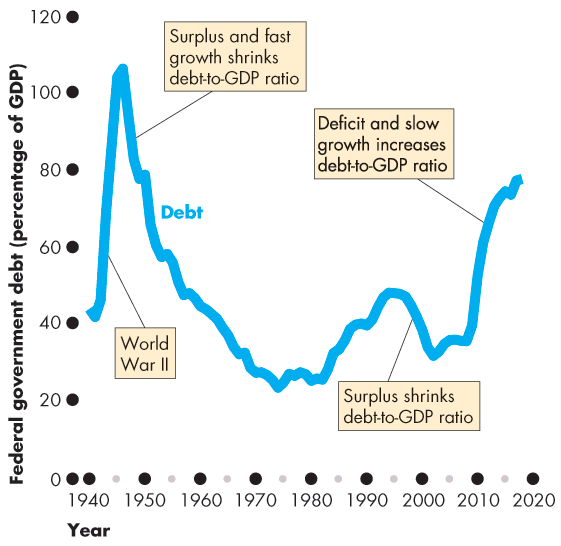 Federal government debt (percentage of GDP)
120
100
80
60
40
20
0
Surplus and fast
growth shrinks
debt-to-GDP ratio
Deficit and slow
growth increases
debt-to-GDP ratio
Debt
World
War II
Surplus shrinks
debt-to-GDP ratio
1940 1950 1960 1970 1980 1990 2000 2010 2020
Year